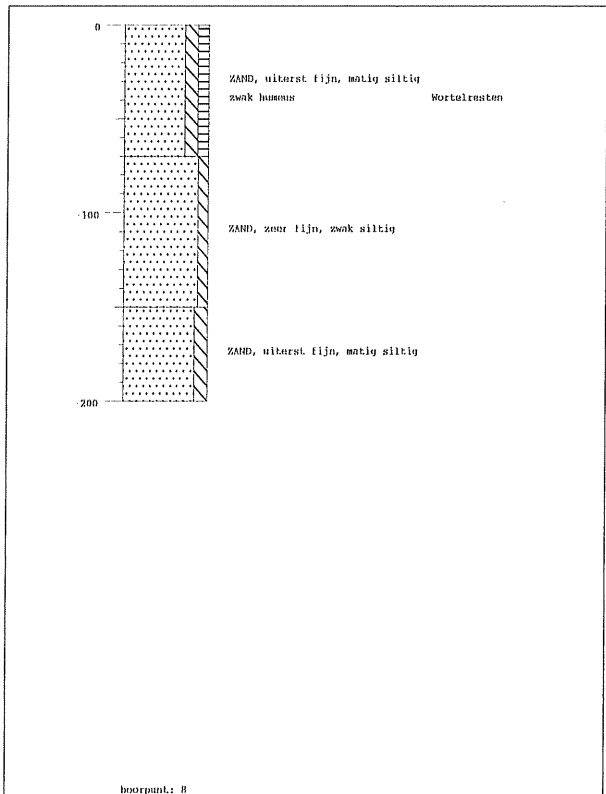 0
ZAND, uiterst fijn, matig siltig
zwak humeus Wortelresten
-100
ZAND, zeer fijn, zwak siltig
ZAND, uiterst fijn, matig siltig
-200
boorpunt: B